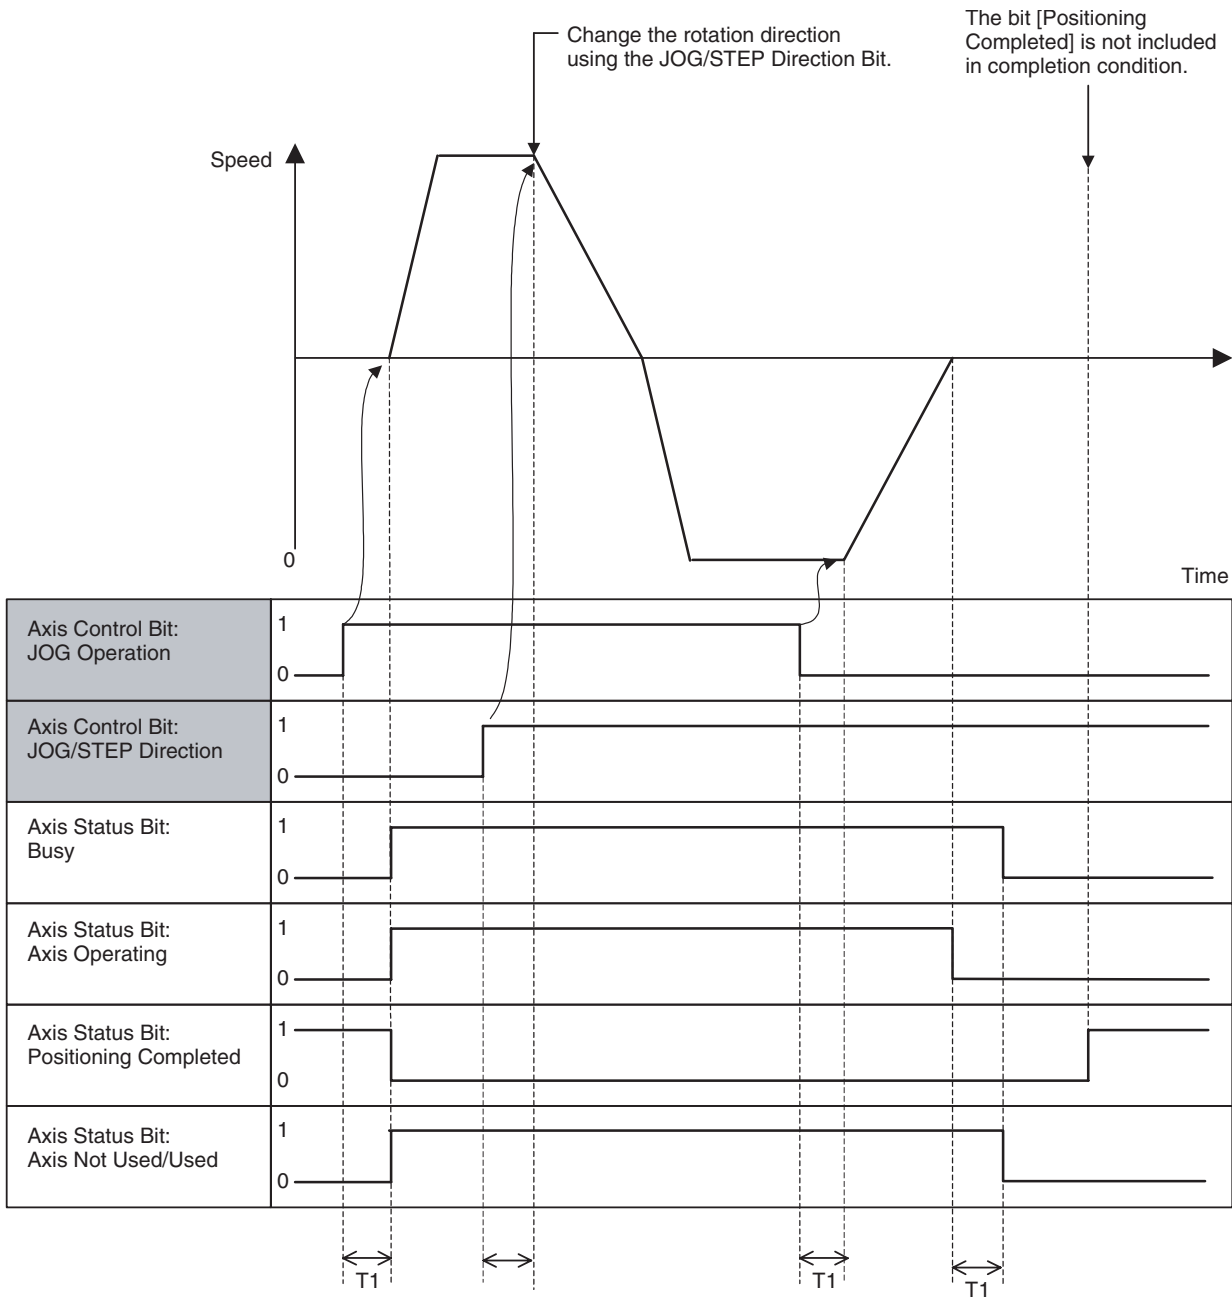 Change the rotation direction
using the JOG/STEP Direction Bit.
The bit [Positioning
Completed] is not included
in completion condition.
Speed
0
Time
Axis Control Bit:
JOG Operation
1
0
Axis Control Bit:
JOG/STEP Direction
1
0
Axis Status Bit:
Busy
1
0
Axis Status Bit:
Axis Operating
1
0
Axis Status Bit:
Positioning Completed
1
0
Axis Status Bit:
Axis Not Used/Used
1
0
T1
T1
T1